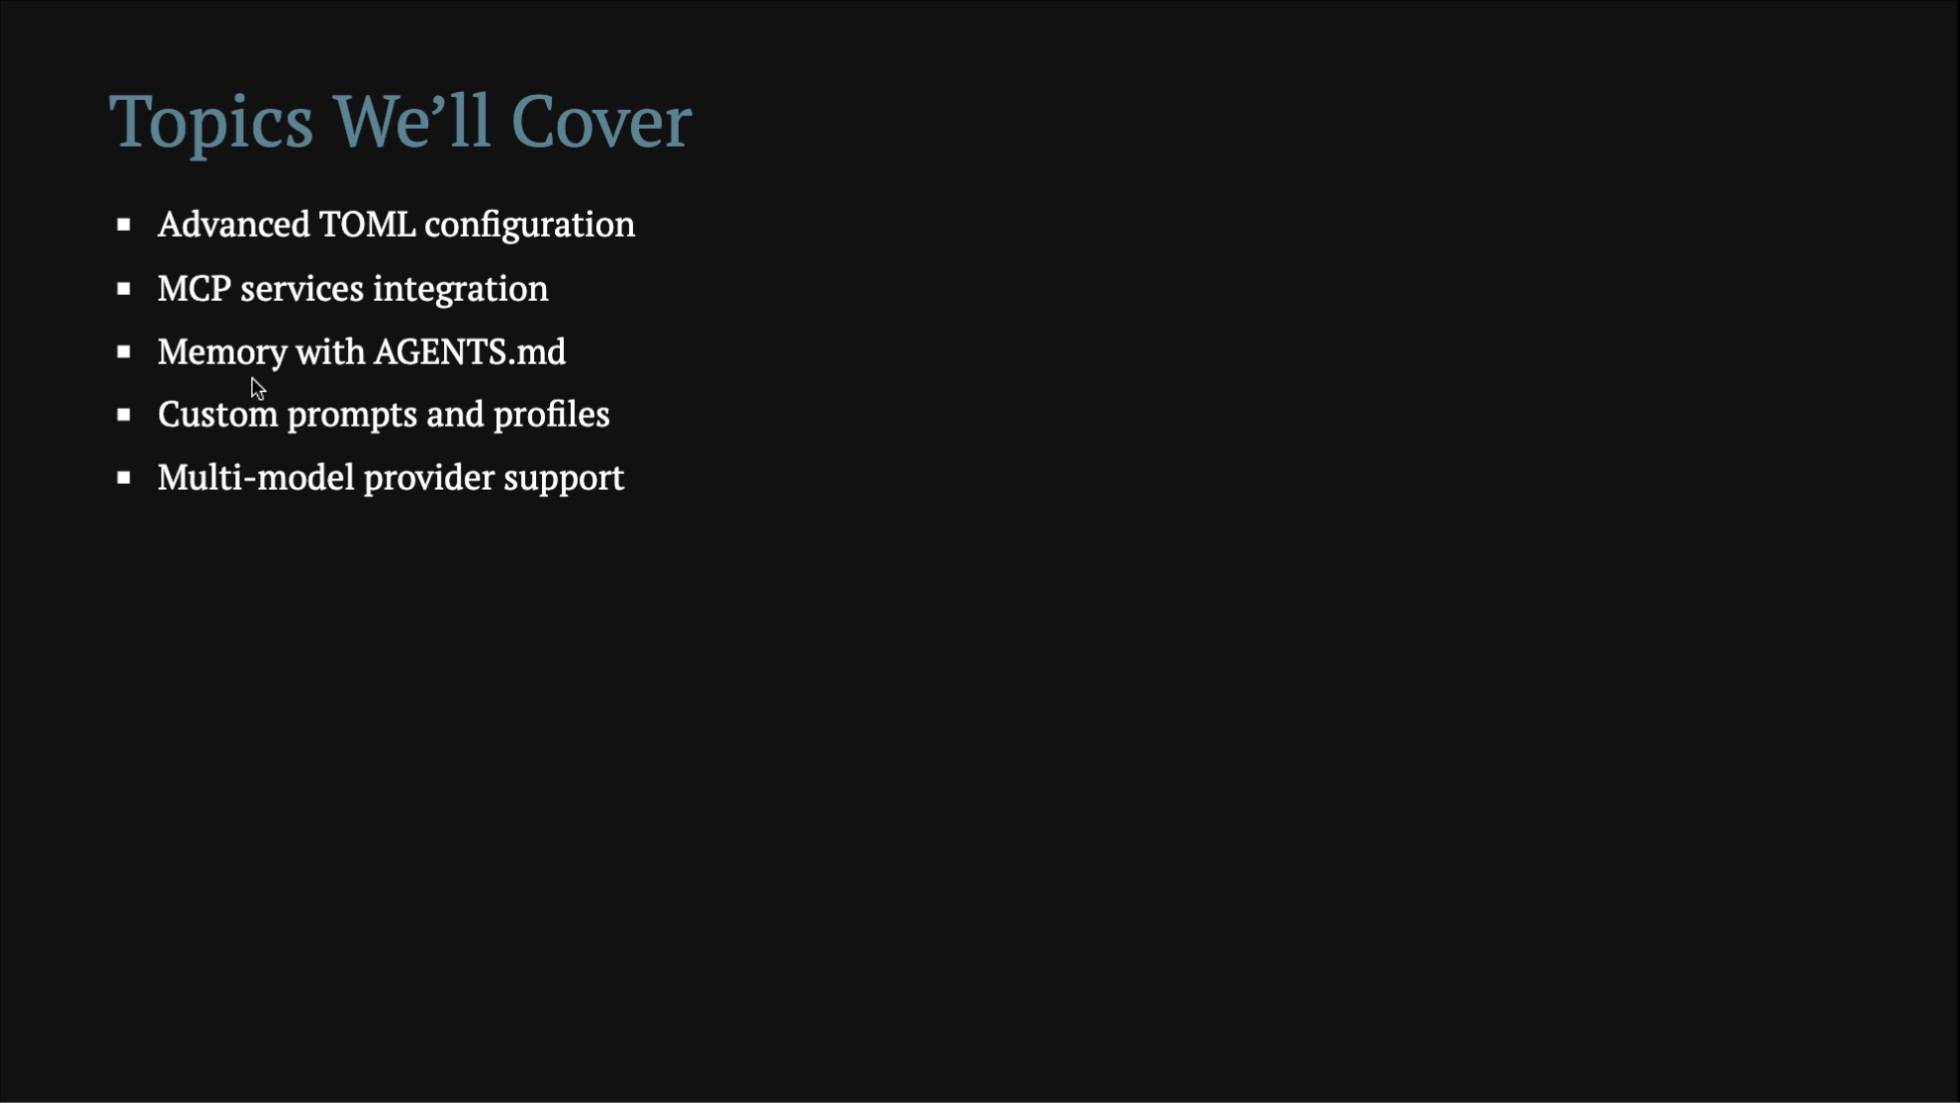 Topics We’ll Cover
▪ Advanced TOML configuration
▪ MCP services integration
▪ Memory with AGENTS.md
▪ Custom prompts and profiles
▪ Multi-model provider support